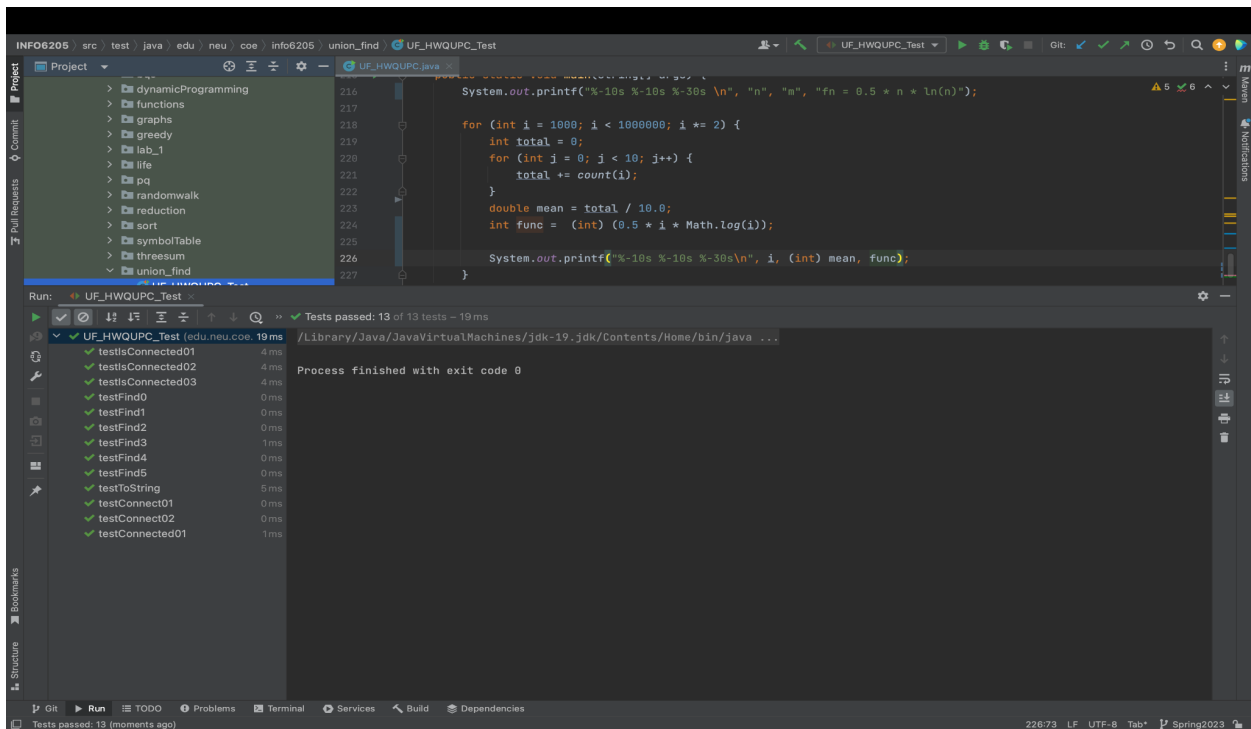 INFO6205 › src › test › java › edu › neu › coe › info6205 › union_find › UF_HWQUPC_Test
UF_HWQUPC_Test
Git:
Project
Project
UF_HWQUPC.java ×
m
Maven
Notifications
Commit
Pull Requests
> dynamicProgramming
> functions
> graphs
> greedy
> lab_1
> life
> pq
> randomwalk
> reduction
> sort
> symbolTable
> threesum
union_find
UF_HWQUPC_Test
5 6
216 System.out.printf("%-10s %-10s %-30s \n", "n", "m", "fn = 0.5 * n * ln(n)");
217
218 for (int i = 1000; i < 1000000; i *= 2) {
219 int total = 0;
220 for (int j = 0; j < 10; j++) {
221 total += count(i);
222 }
223 double mean = total / 10.0;
224 int func = (int) (0.5 * i * Math.log(i));
225
226 System.out.printf("%-10s %-10s %-30s\n", i, (int) mean, func);
227 }
Run: UF_HWQUPC_Test ×
Tests passed: 13 of 13 tests – 19 ms
UF_HWQUPC_Test (edu.neu.coe. 19 ms
testIsConnected01 4 ms
testIsConnected02 4 ms
testIsConnected03 4 ms
testFind0 0 ms
testFind1 0 ms
testFind2 0 ms
testFind3 1 ms
testFind4 0 ms
testFind5 0 ms
testToString 5 ms
testConnect01 0 ms
testConnect02 0 ms
testConnected01 1 ms
/Library/Java/JavaVirtualMachines/jdk-19.jdk/Contents/Home/bin/java ...
Process finished with exit code 0
Bookmarks
Structure
Git Run TODO Problems Terminal Services Build Dependencies
Tests passed: 13 (moments ago)
226:73 LF UTF-8 Tab* Spring2023